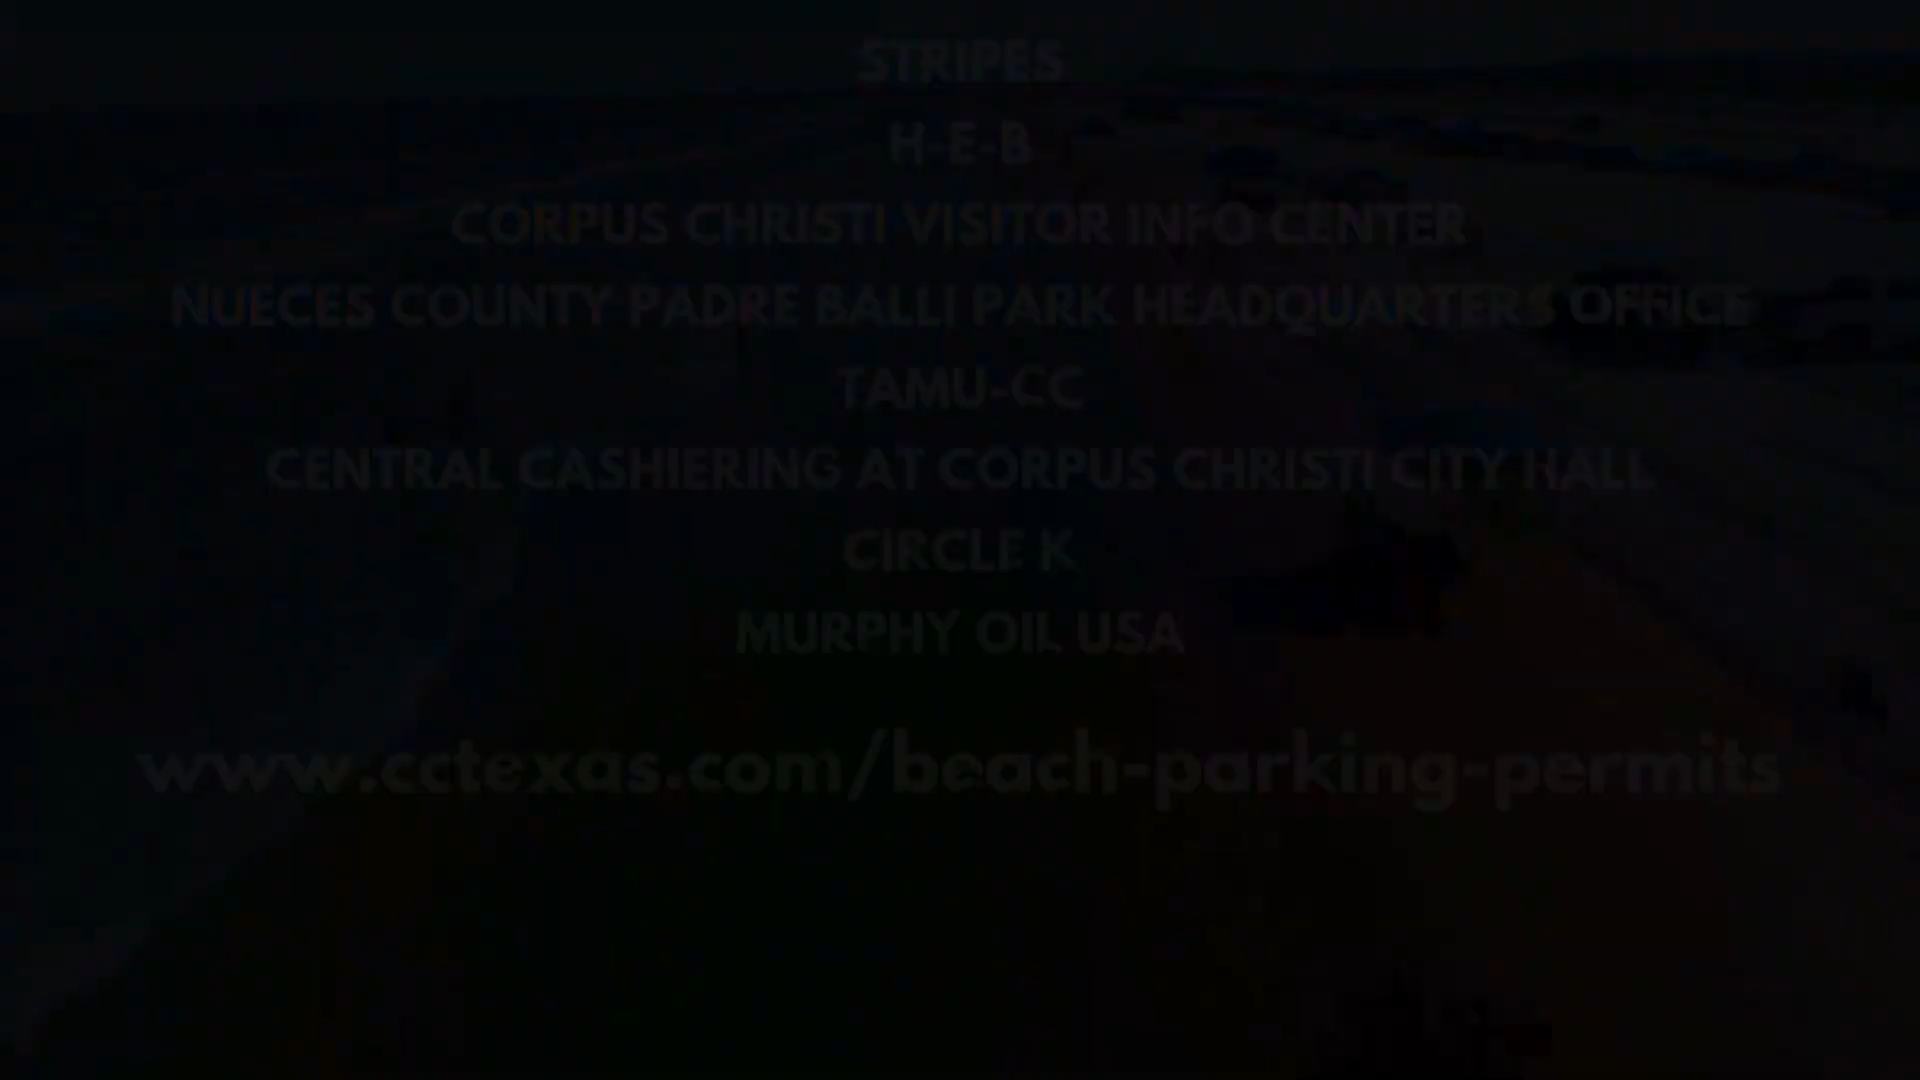 STRIPES
H-E-B
CORPUS CHRISTI VISITOR INFO CENTER
NUECES COUNTY PADRE BALLI PARK HEADQUARTERS OFFICE
TAMU-CC
CENTRAL CASHIERING AT CORPUS CHRISTI CITY HALL
CIRCLE K
MURPHY OIL USA
www.cctexas.com/beach-parking-permits